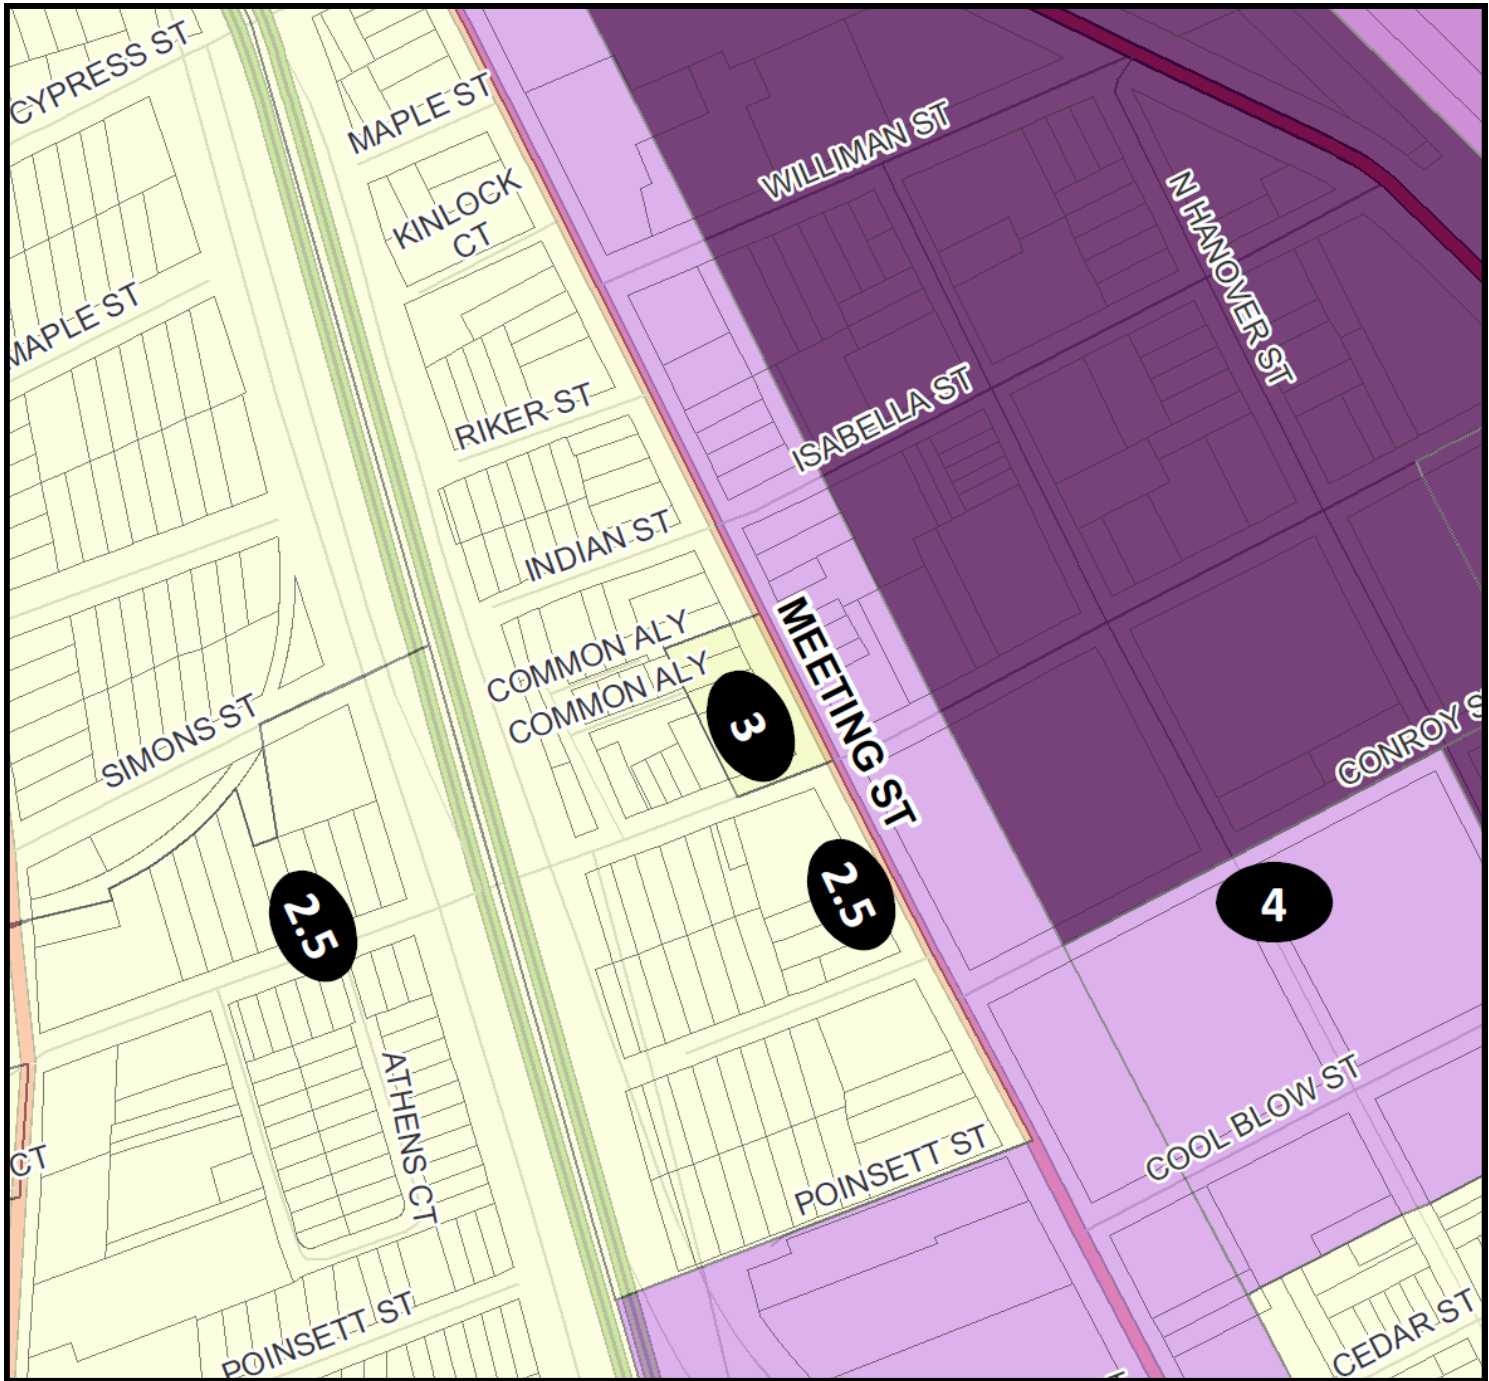 CYPRESS ST
MAPLE ST
WILLIMAN ST
KINLOCK
CT
N HANOVER ST
MAPLE ST
RIKER ST
ISABELLA ST
INDIAN ST
COMMON ALY
COMMON ALY
MEETING ST
3
SIMONS ST
CONROY S
2.5
2.5
4
ATHENS CT
CT
COOL BLOW ST
POINSETT ST
POINSETT ST
CEDAR ST